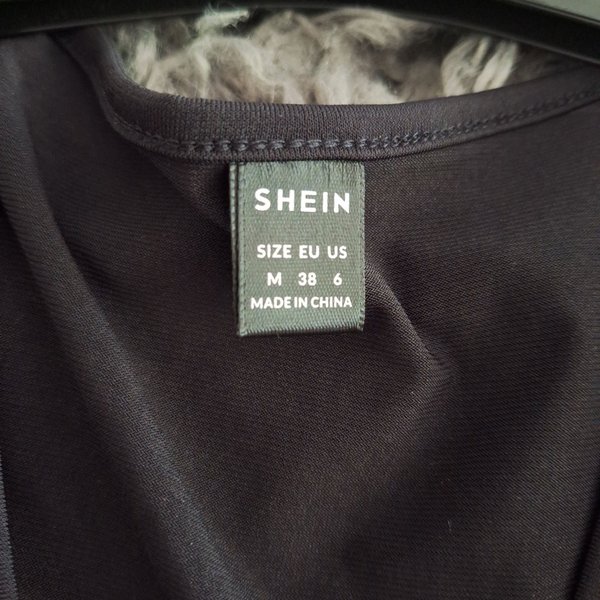 SHEIN
SIZE EU US
M 38 6
MADE IN CHINA